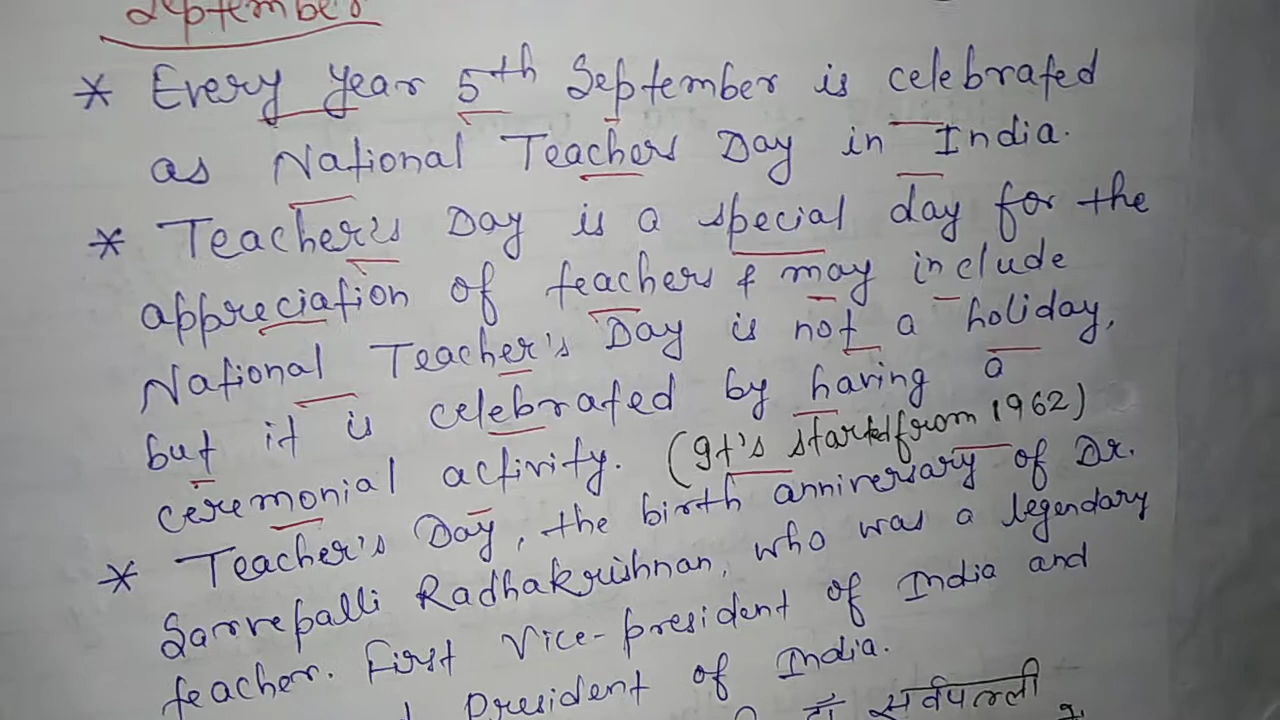 September
* Every year 5th September is celebrated
as National Teachers Day in India.
* Teacher's Day is a special day for the
appreciation of teachers & may include
National Teacher's Day is not a holiday,
but it is celebrated by having a
ceremonial activity. (It's started from 1962)
* Teacher's Day, the birth anniversary of Dr.
Sarvepalli Radhakrishnan, who was a legendary
teacher. First Vice-president of India and
President of India.
सर्वपल्ली